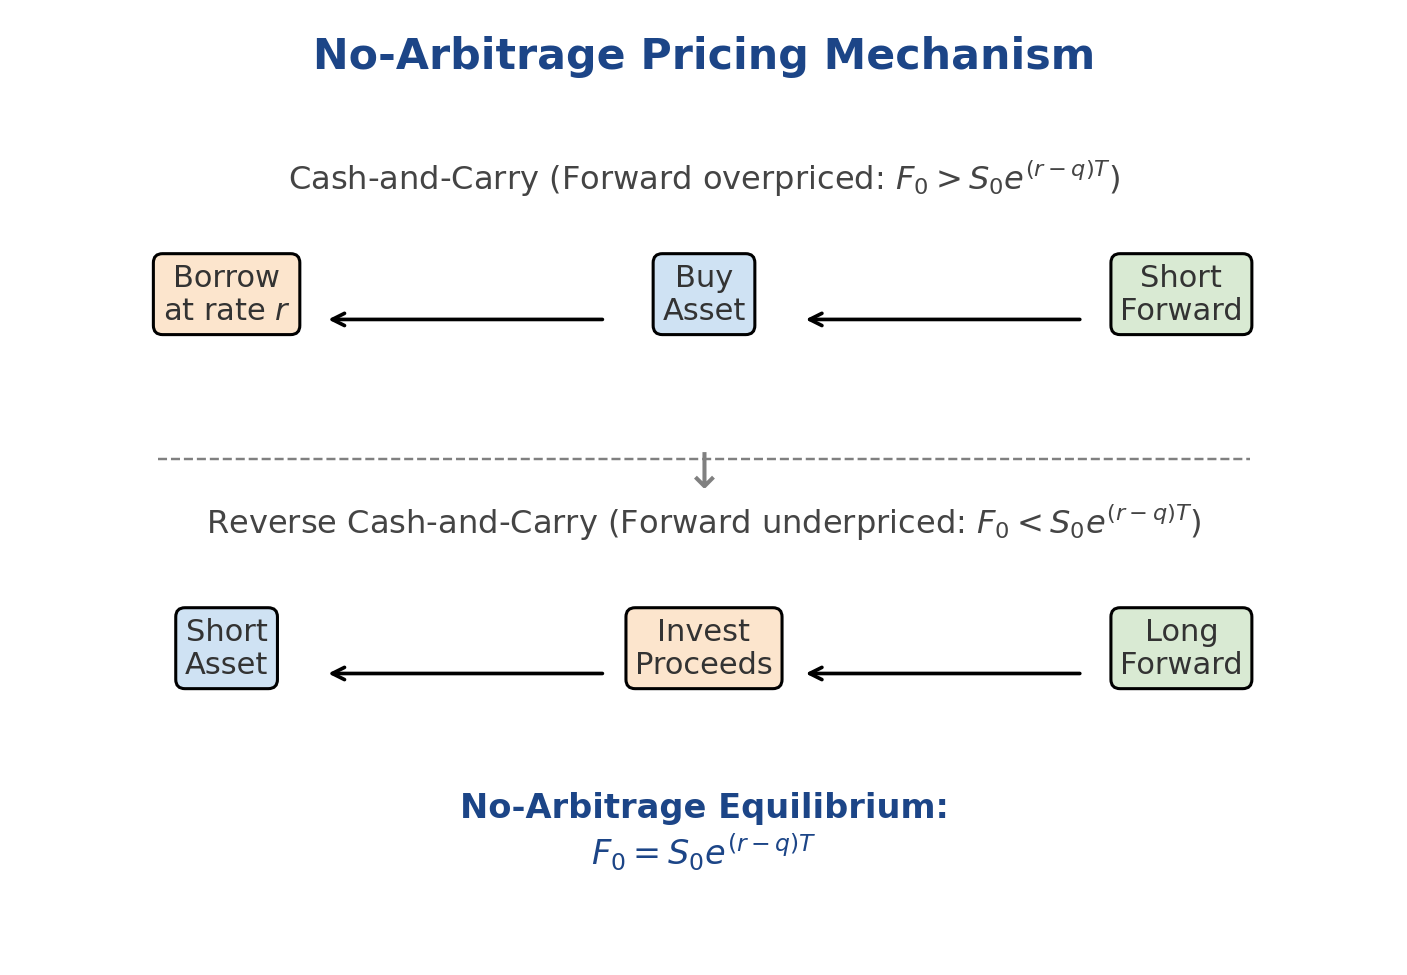 No-Arbitrage Pricing Mechanism
Cash-and-Carry (Forward overpriced: $F_0 > S_0e^{(r-q)T}$)
Borrow
at rate $r$
Buy
Asset
Short
Forward
Reverse Cash-and-Carry (Forward underpriced: $F_0 < S_0e^{(r-q)T}$)
Short
Asset
Invest
Proceeds
Long
Forward
No-Arbitrage Equilibrium:
$F_0 = S_0e^{(r-q)T}$